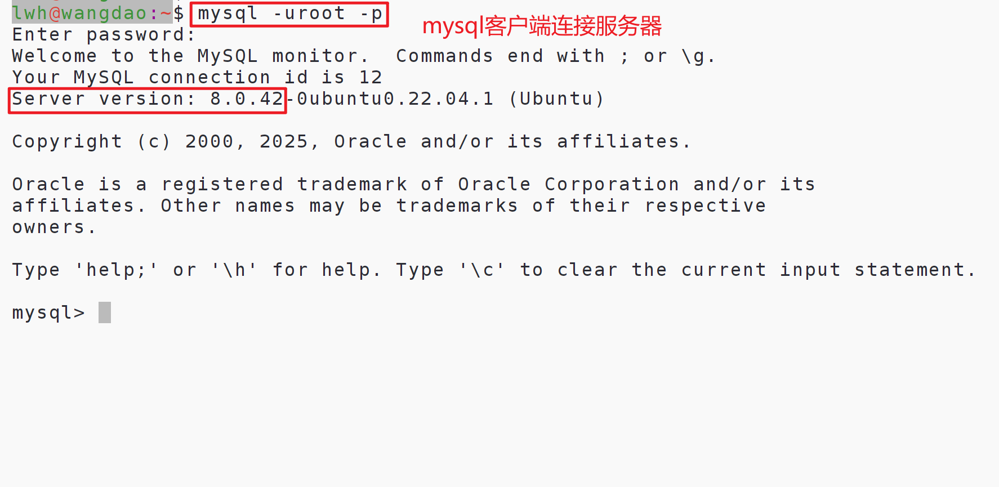 lwh@wangdao:~$ mysql -uroot -p
mysql客户端连接服务器
Enter password:
Welcome to the MySQL monitor.  Commands end with ; or \g.
Your MySQL connection id is 12
Server version: 8.0.42-0ubuntu0.22.04.1 (Ubuntu)
Copyright (c) 2000, 2025, Oracle and/or its affiliates.
Oracle is a registered trademark of Oracle Corporation and/or its
affiliates. Other names may be trademarks of their respective
owners.
Type 'help;' or '\h' for help. Type '\c' to clear the current input statement.
mysql>